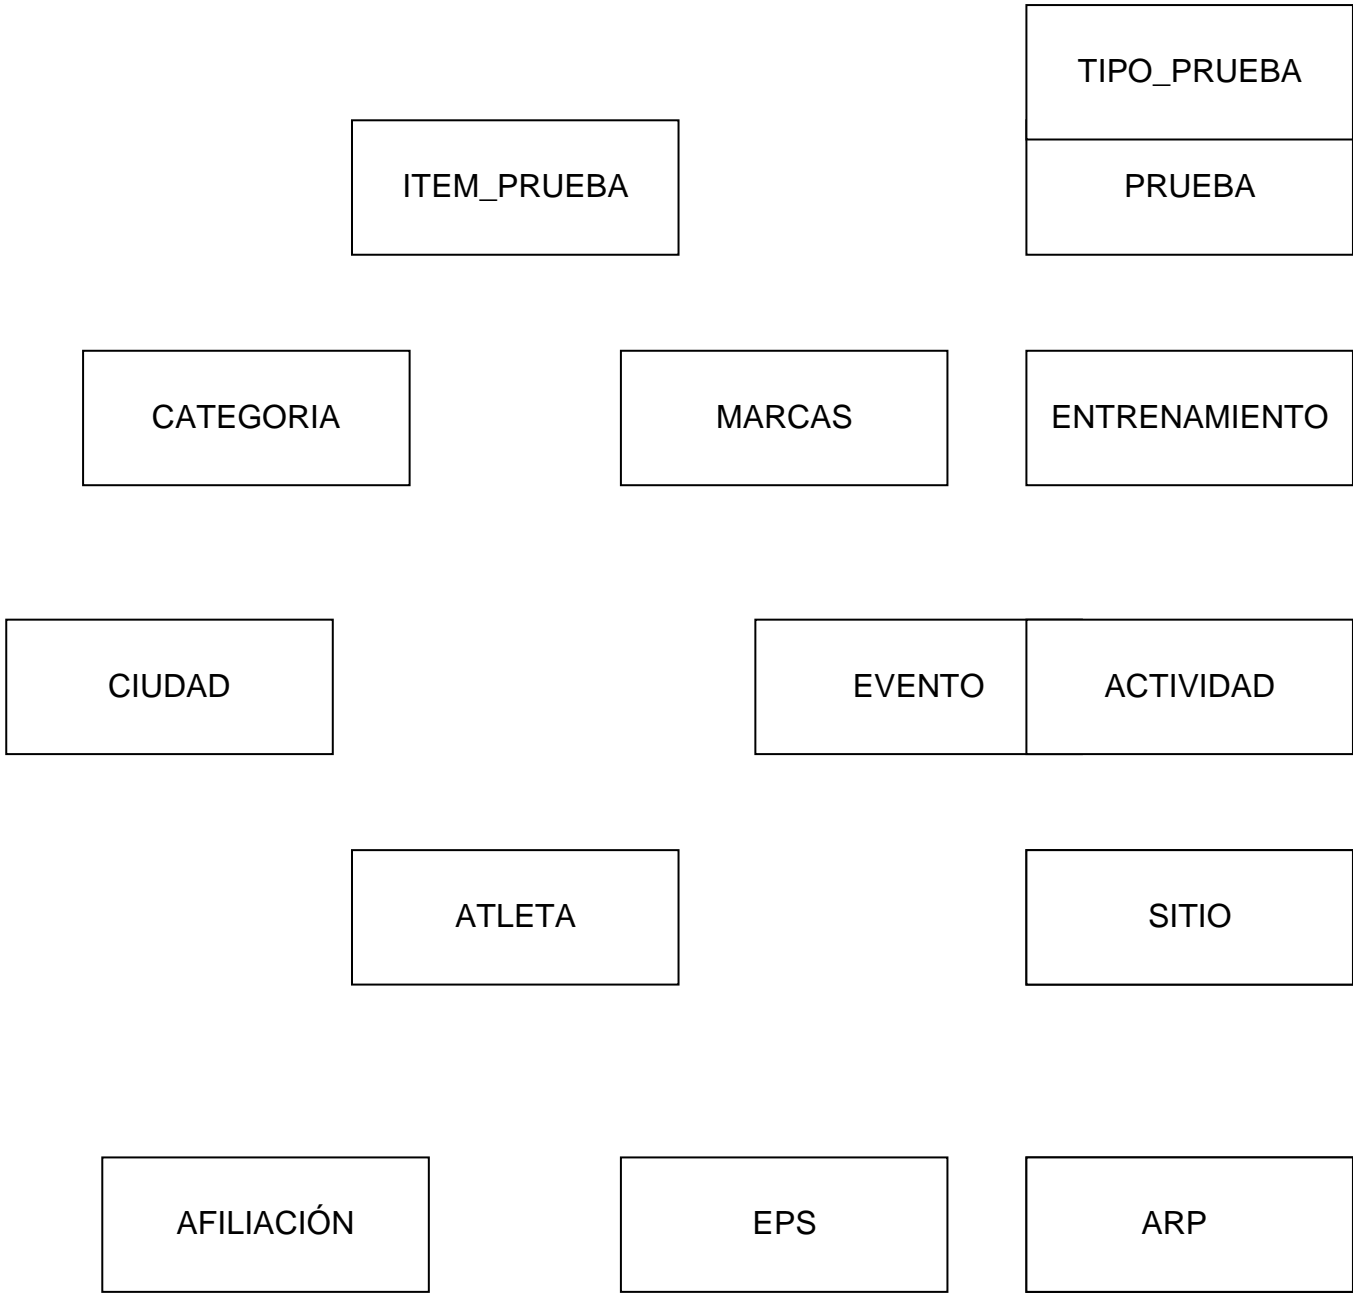 TIPO_PRUEBA
ITEM_PRUEBA
PRUEBA
CATEGORIA
MARCAS
ENTRENAMIENTO
CIUDAD
EVENTO
ACTIVIDAD
ATLETA
SITIO
AFILIACIÓN
EPS
ARP